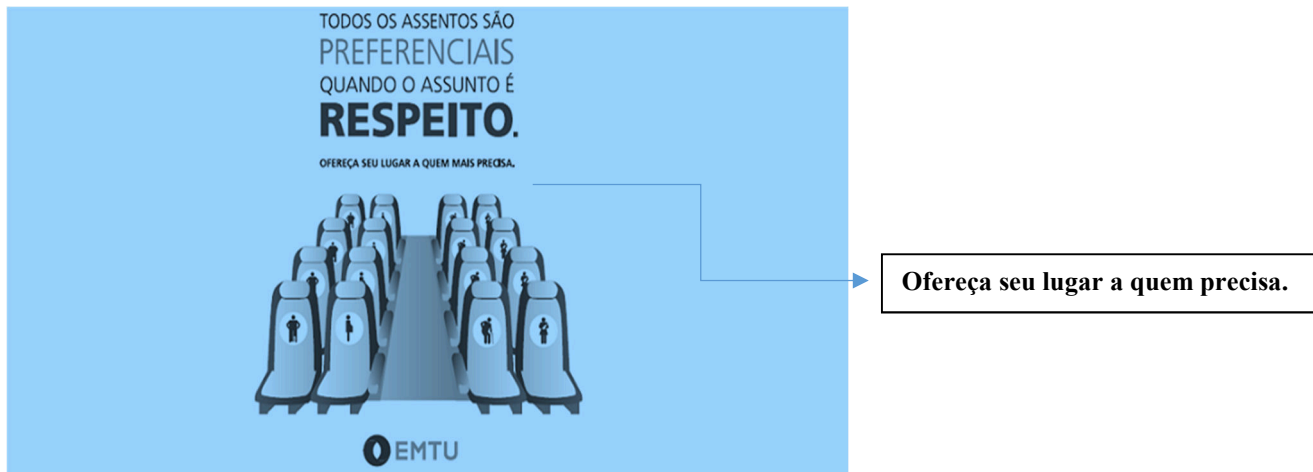 TODOS OS ASSENTOS SÃO
PREFERENCIAIS
QUANDO O ASSUNTO É
RESPEITO.
OFEREÇA SEU LUGAR A QUEM MAIS PRECISA.
Ofereça seu lugar a quem precisa.
EMTU